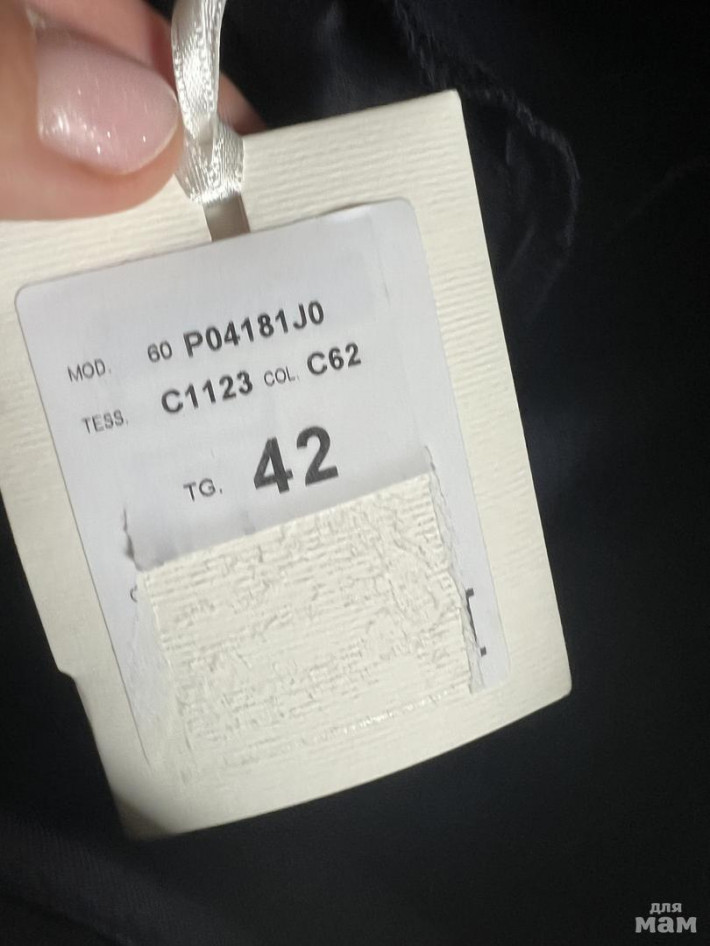 MOD. 60 P04181J0
TESS. C1123 COL. C62
TG. 42
для
мам